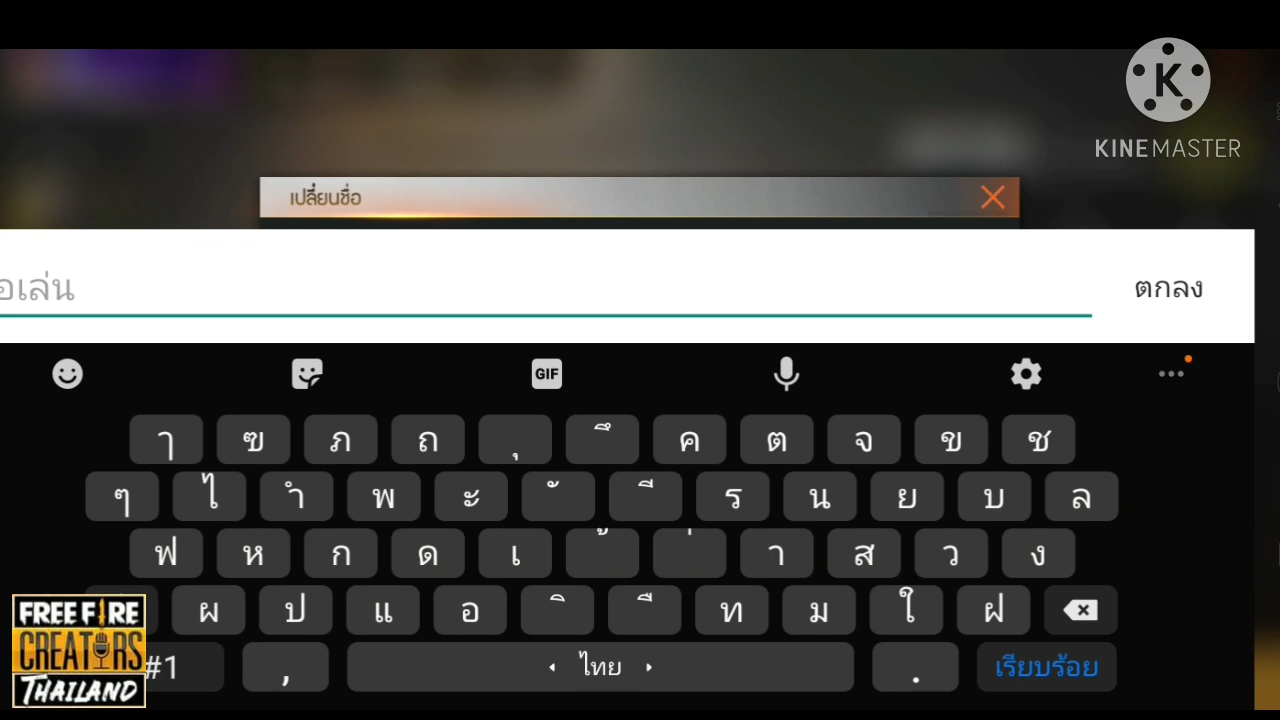 K
KINEMASTER
เปลี่ยนชื่อ
อเล่น
ตกลง
GIF
ๅ ฃ ภ ถ ุ ึ ค ต จ ข ช
ๆ ไ ำ พ ะ ั ี ร น ย บ ล
ฟ ห ก ด เ ้ ่ า ส ว ง
ผ ป แ อ ิ ื ท ม ใ ฝ
#1 , ไทย . เรียบร้อย
FREE FIRE
CREATORS
THAILAND